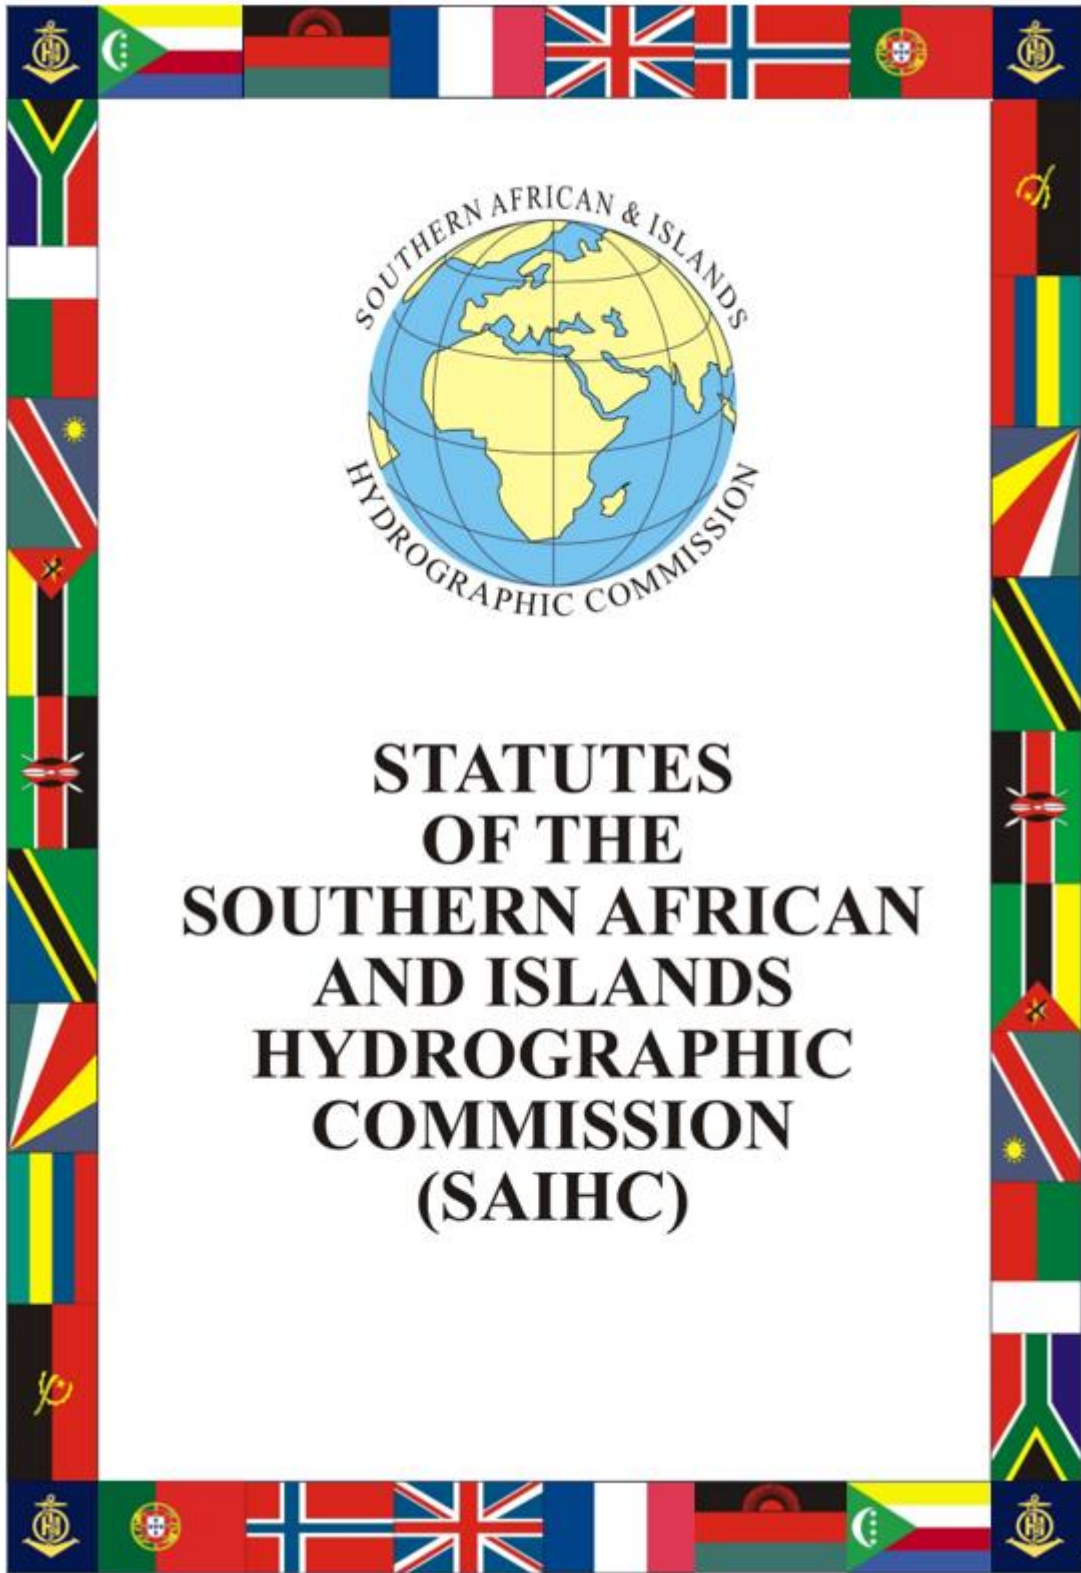 SOUTHERN AFRICAN & ISLANDS
HYDROGRAPHIC COMMISSION
STATUTES
OF THE
SOUTHERN AFRICAN
AND ISLANDS
HYDROGRAPHIC
COMMISSION
(SAIHC)